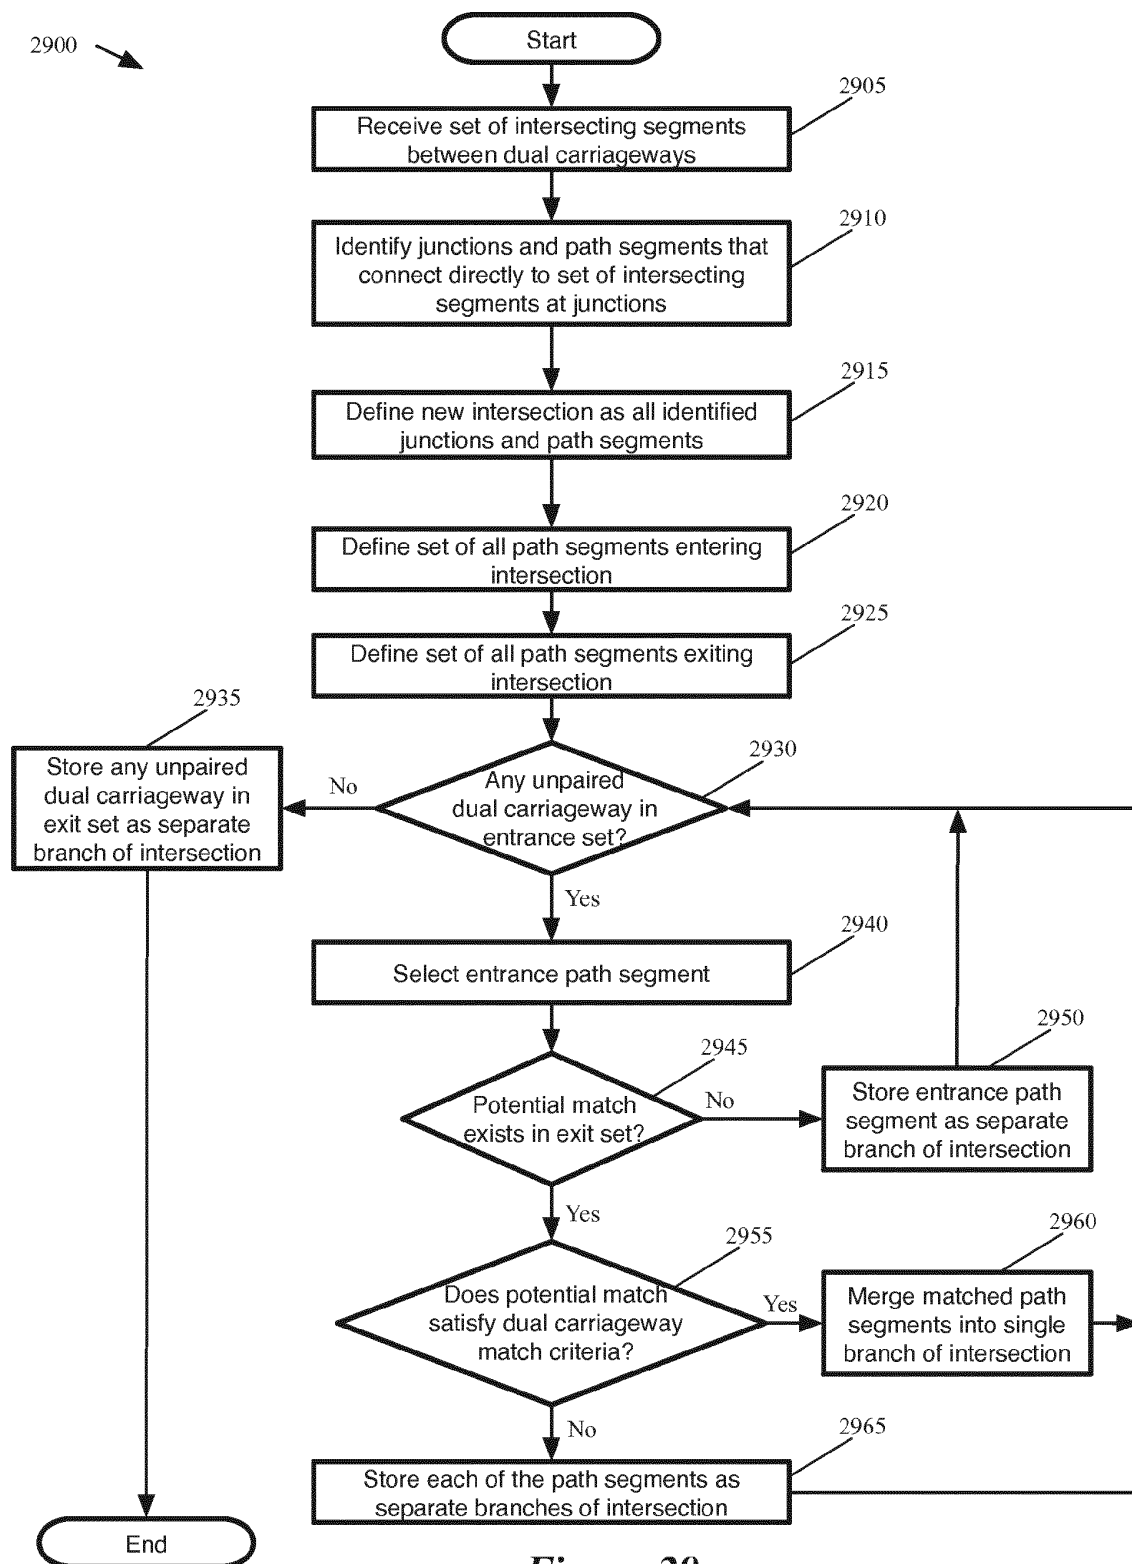 2900
Start
2905
Receive set of intersecting segments
between dual carriageways
2910
Identify junctions and path segments that
connect directly to set of intersecting
segments at junctions
2915
Define new intersection as all identified
junctions and path segments
2920
Define set of all path segments entering
intersection
2925
Define set of all path segments exiting
intersection
2935
Store any unpaired
dual carriageway in
exit set as separate
branch of intersection
No
2930
Any unpaired
dual carriageway in
entrance set?
Yes
2940
Select entrance path segment
2945
Potential match
exists in exit set?
No
2950
Store entrance path
segment as separate
branch of intersection
Yes
2955
Does potential match
satisfy dual carriageway
match criteria?
Yes
2960
Merge matched path
segments into single
branch of intersection
No
2965
Store each of the path segments as
separate branches of intersection
End